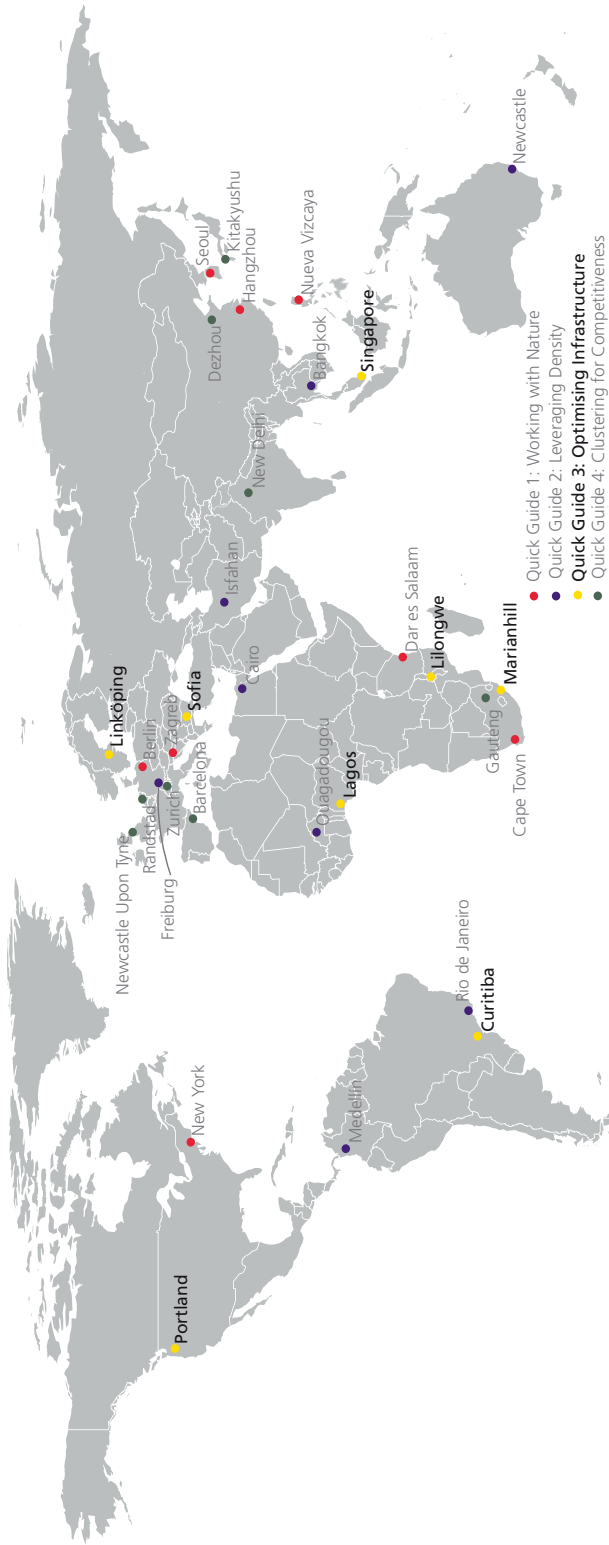 Portland
New York
Medellín
Curitiba
Rio de Janeiro
Newcastle Upon Tyne
Randstad
Freiburg
Zurich
Barcelona
Linköping
Berlin
Zagreb
Sofia
Cairo
Ouagadougou
Lagos
Dar es Salaam
Lilongwe
Marianhill
Gauteng
Cape Town
Isfahan
New Delhi
Dezhou
Seoul
Kitakyushu
Hangzhou
Nueva Vizcaya
Bangkok
Singapore
Newcastle
Quick Guide 1: Working with Nature
Quick Guide 2: Leveraging Density
Quick Guide 3: Optimising Infrastructure
Quick Guide 4: Clustering for Competitiveness